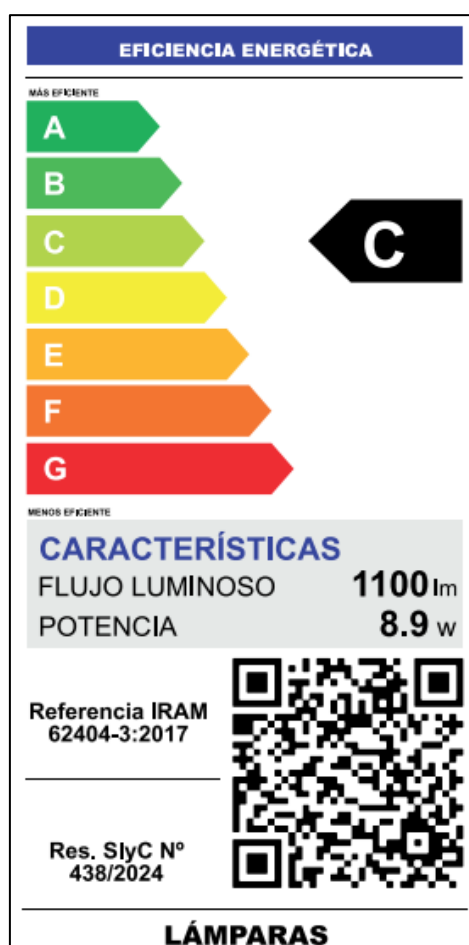 EFICIENCIA ENERGÉTICA
MÁS EFICIENTE
A
B
C
C
D
E
F
G
MENOS EFICIENTE
CARACTERÍSTICAS
FLUJO LUMINOSO 1100 lm
POTENCIA 8.9 w
Referencia IRAM
62404-3:2017
Res. SIyC Nº
438/2024
LÁMPARAS